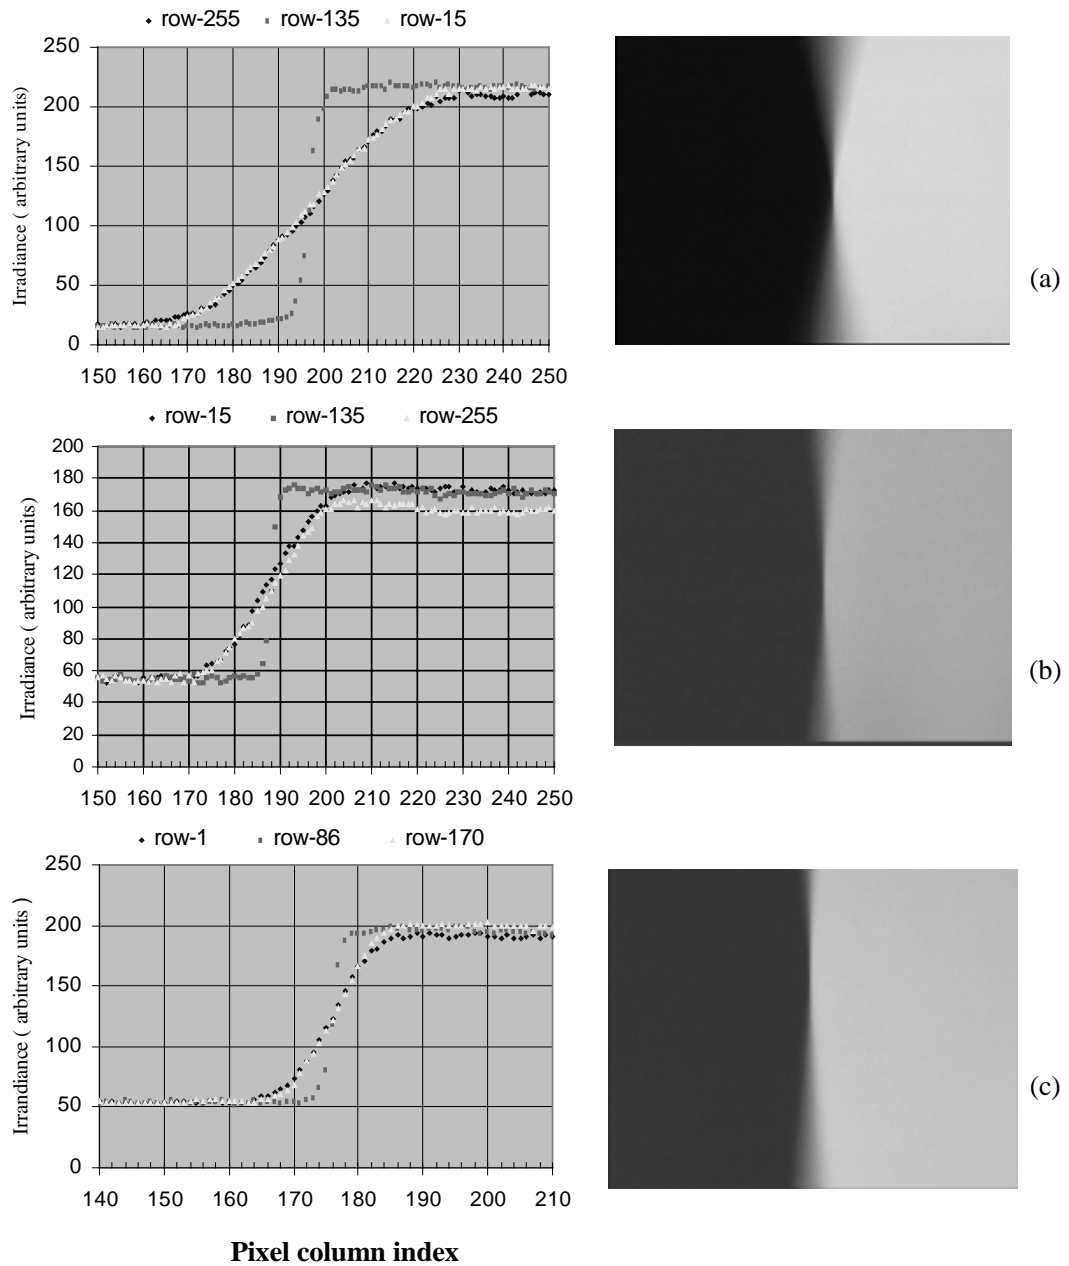 row-255 row-135 row-15
250
200
150
100
50
0
150 160 170 180 190 200 210 220 230 240 250
Irradiance ( arbitrary units)
(a)
row-15 row-135 row-255
200
180
160
140
120
100
80
60
40
20
0
150 160 170 180 190 200 210 220 230 240 250
Irradiance ( arbitrary units)
(b)
row-1 row-86 row-170
250
200
150
100
50
0
140 150 160 170 180 190 200 210
Irrandiance ( arbitrary units )
(c)
Pixel column index